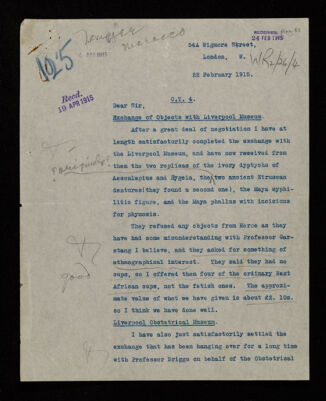 105
RECEIVED
24 FEB 1915
54A Wigmore Street,
London, W.
22 February 1915.
Recd.
19 APR 1915
C.T. 4.
Dear Sir,
Exchange of Objects with Liverpool Museum.
After a great deal of negotiation I have at
length satisfactorily completed the exchange with
the Liverpool Museum, and have now received from
them the two replicas of the ivory dyptychs of
Aesculapius and Hygeia, the two ancient Etruscan
dentures(they found a second one), the Maya syphi-
litic figure, and the Maya phallus with incisions
for phymosis.
They refused any objects from Meroe as they
have had some misunderstanding with Professor Gar-
stang I believe, and they asked for something of
ethnographical interest. They said they had no
cups, so I offered them four of the ordinary West
African cups, not the fetish ones. The approxi-
mate value of what we have given is about £2. 10s.
so I think we have done well.
good
Liverpool Obstetrical Museum.
I have also just satisfactorily settled the
exchange that has been hanging over for a long time
with Professor Briggs on behalf of the Obstetrical